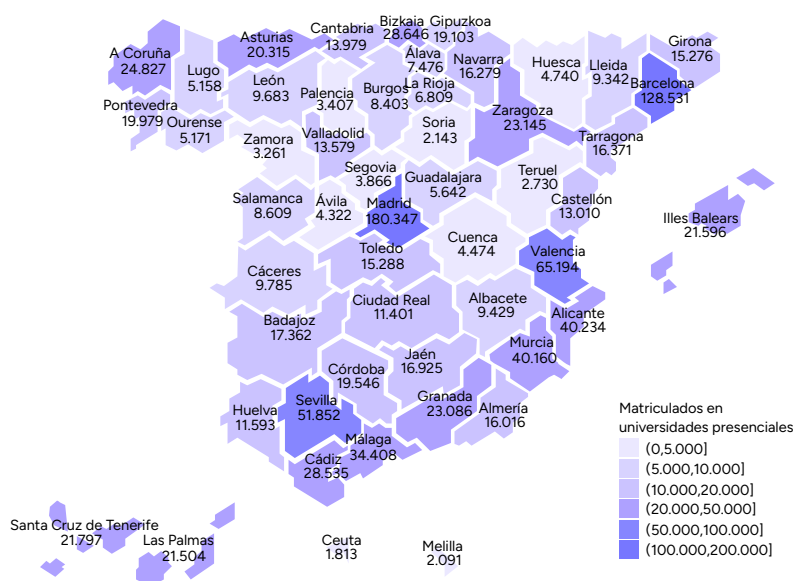 Bizkaia
28.646
Gipuzkoa
19.103
Cantabria
13.979
Asturias
20.315
A Coruña
24.827
Lugo
5.158
Álava
7.476
Navarra
16.279
Huesca
4.740
Lleida
9.342
Girona
15.276
Barcelona
128.531
León
9.683
Palencia
3.407
Burgos
8.403
La Rioja
6.809
Pontevedra
19.979
Ourense
5.171
Zamora
3.261
Valladolid
13.579
Soria
2.143
Zaragoza
23.145
Tarragona
16.371
Segovia
3.866
Guadalajara
5.642
Teruel
2.730
Castellón
13.010
Salamanca
8.609
Ávila
4.322
Madrid
180.347
Illes Balears
21.596
Cuenca
4.474
Toledo
15.288
Valencia
65.194
Cáceres
9.785
Ciudad Real
11.401
Albacete
9.429
Alicante
40.234
Badajoz
17.362
Murcia
40.160
Jaén
16.925
Córdoba
19.546
Sevilla
51.852
Granada
23.086
Huelva
11.593
Almería
16.016
Málaga
34.408
Cádiz
28.535
Santa Cruz de Tenerife
21.797
Las Palmas
21.504
Ceuta
1.813
Melilla
2.091
Matriculados en
universidades presenciales
(0,5.000]
(5.000,10.000]
(10.000,20.000]
(20.000,50.000]
(50.000,100.000]
(100.000,200.000]